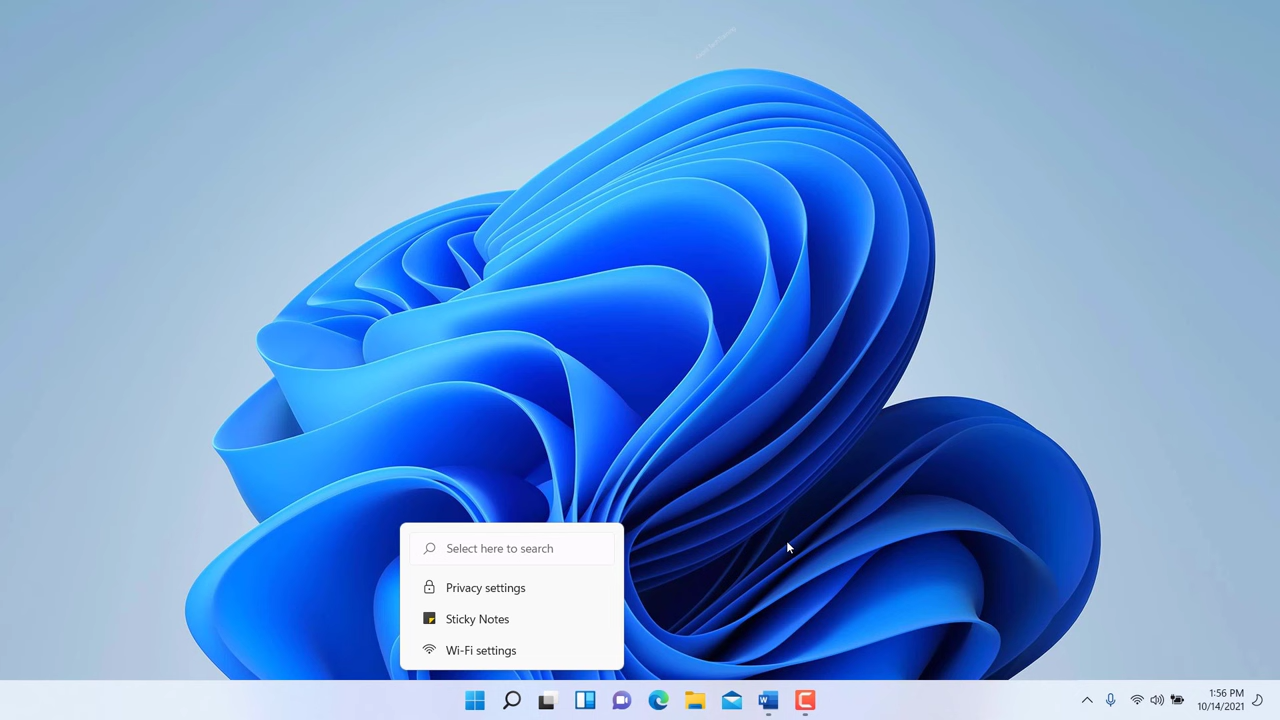 Select here to search
Privacy settings
Sticky Notes
Wi-Fi settings
1:56 PM
10/14/2021